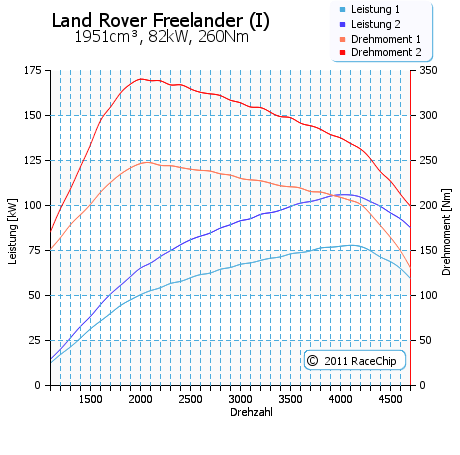 Land Rover Freelander (I)
1951cm³, 82kW, 260Nm
Leistung 1
Leistung 2
Drehmoment 1
Drehmoment 2
175
150
125
100
75
50
25
0
Leistung [kW]
350
300
250
200
150
100
50
0
Drehmoment [Nm]
© 2011 RaceChip
1500 2000 2500 3000 3500 4000 4500
Drehzahl